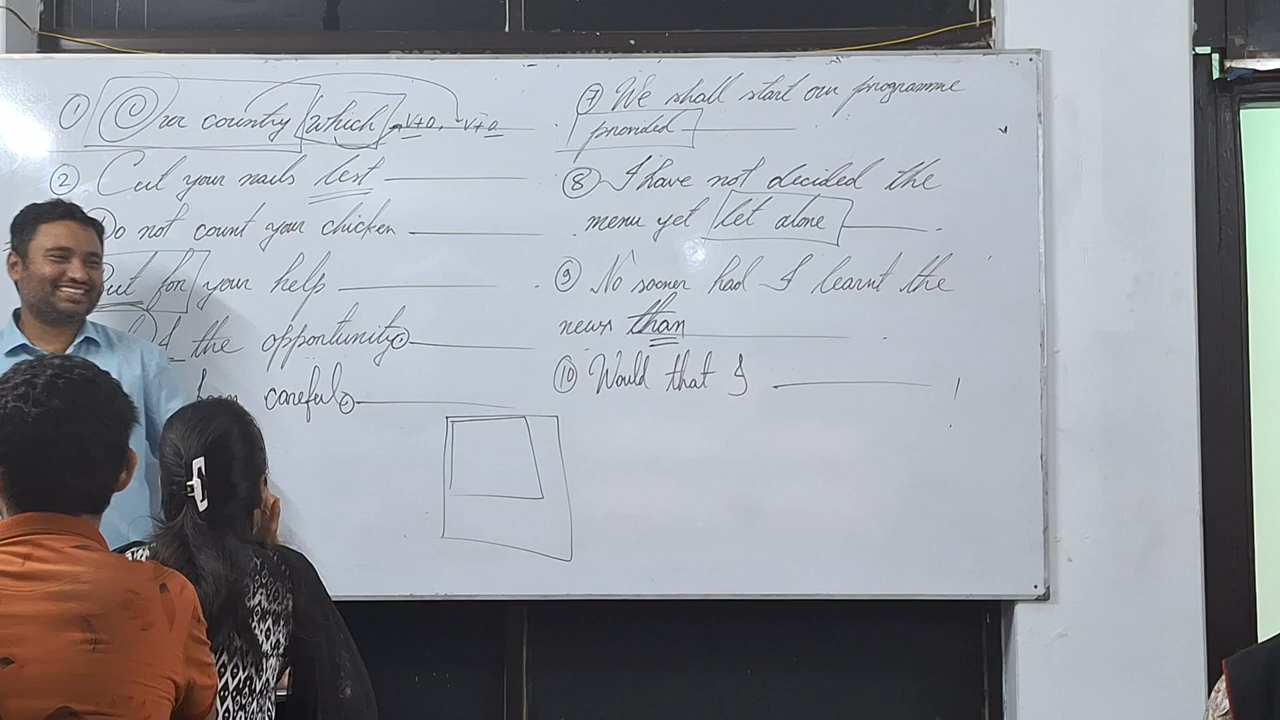 ① Our country which V+O, V+O
② Cut your nails lest
Do not count your chicken
But for your help
the opportunity
careful
⑦ We shall start our programme
provided .
⑧ I have not decided the
menu yet let alone .
⑨ No sooner had I learnt the
news than .
⑩ Would that I !